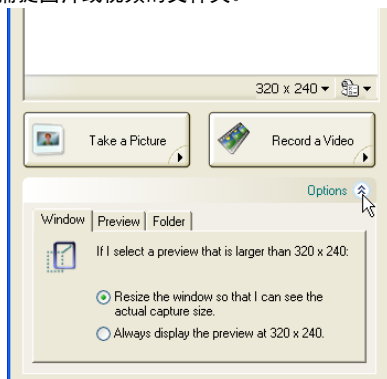 320 x 240
Take a Picture
Record a Video
Options
Window Preview Folder
If I select a preview that is larger than 320 x 240:
Resize the window so that I can see the
actual capture size.
Always display the preview at 320 x 240.